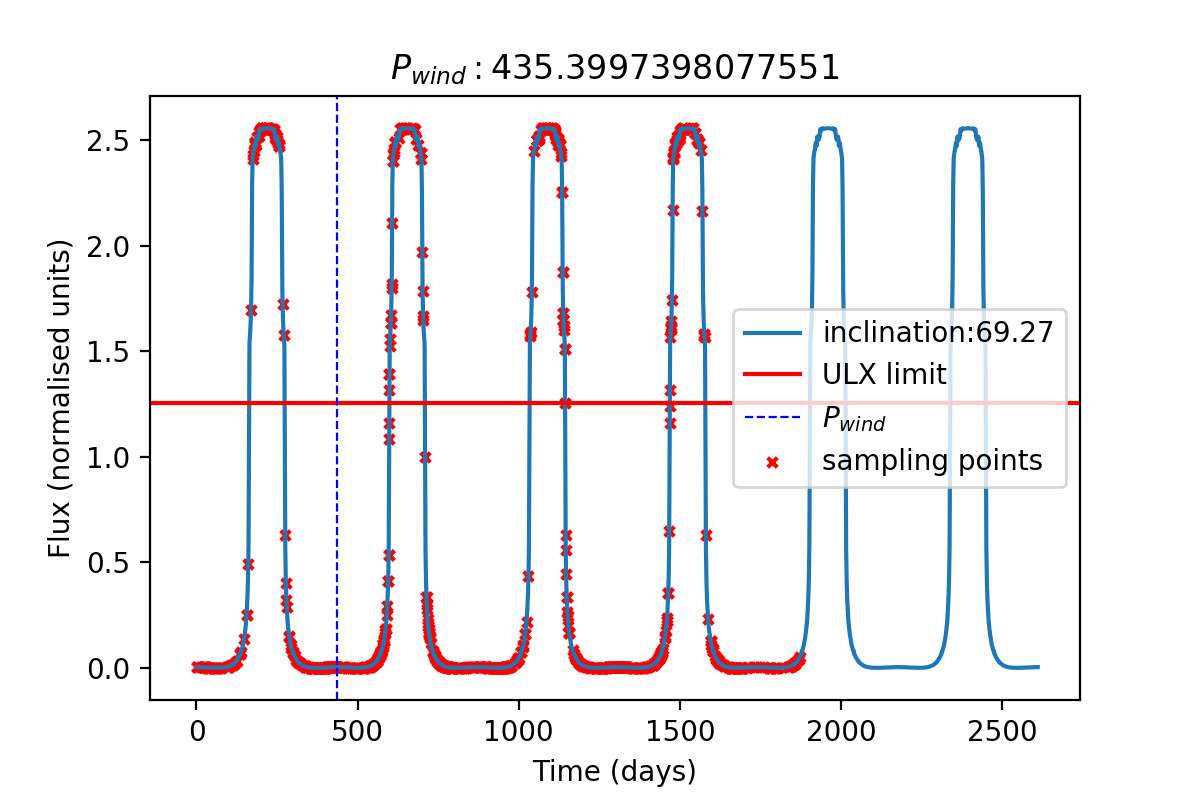 P_wind : 435.3997398077551
2.5
2.0
1.5
1.0
0.5
0.0
Flux (normalised units)
inclination:69.27
ULX limit
P_wind
sampling points
0 500 1000 1500 2000 2500
Time (days)